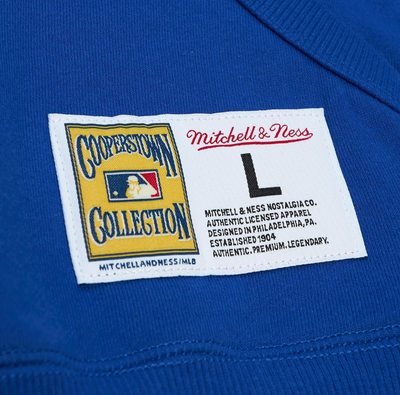 COOPERSTOWN
COLLECTION
MITCHELLANDNESS/MLB
Mitchell & Ness
L
MITCHELL & NESS NOSTALGIA CO.
AUTHENTIC LICENSED APPAREL
DESIGNED IN PHILADELPHIA, PA.
ESTABLISHED 1904
AUTHENTIC. PREMIUM. LEGENDARY.